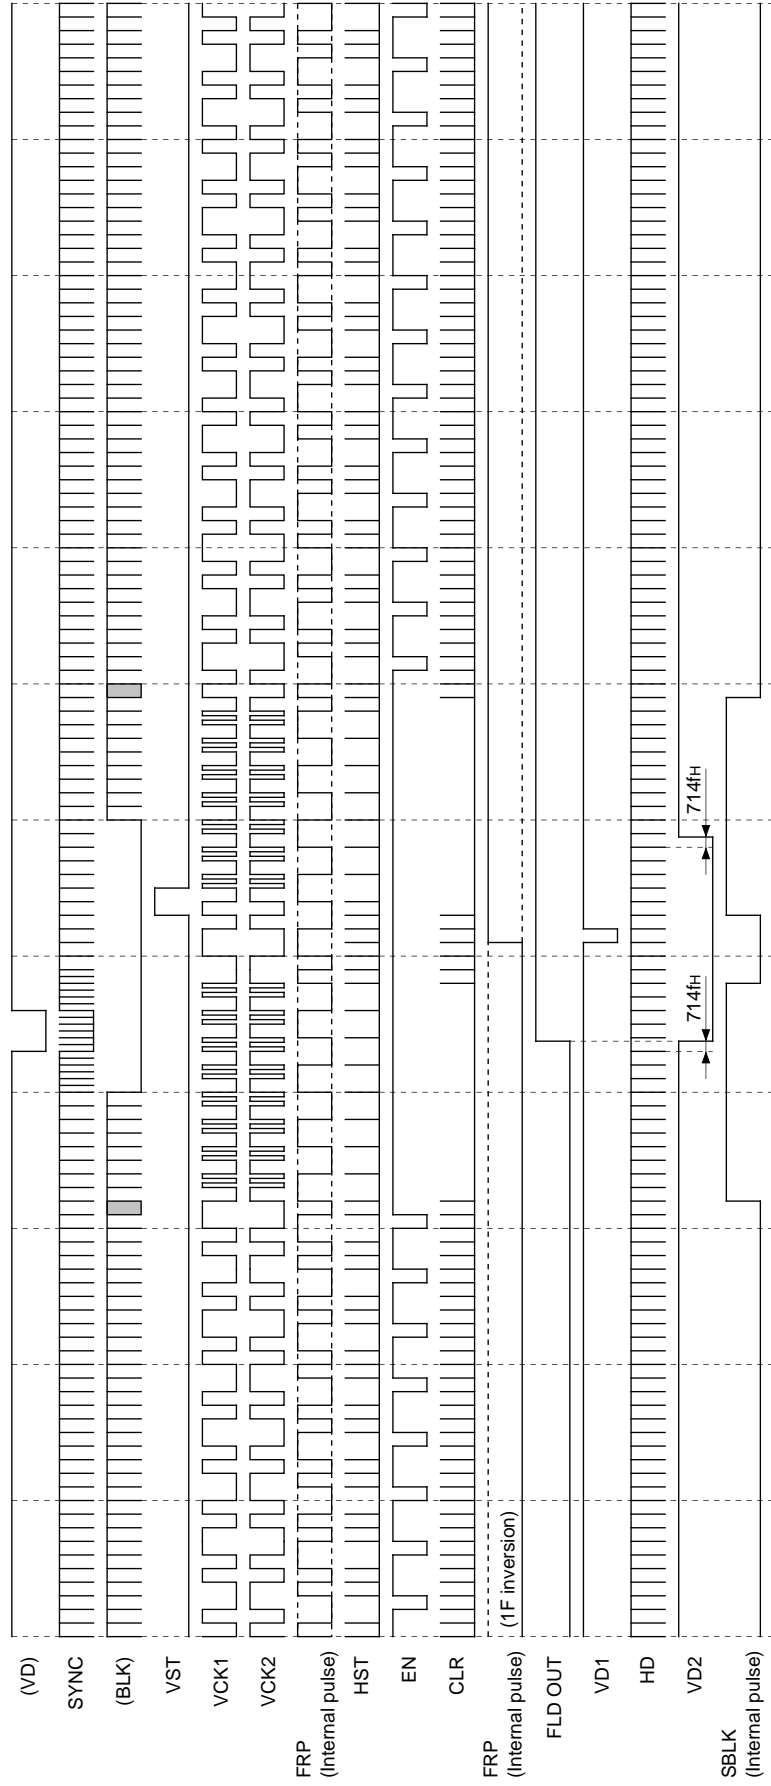 (VD)
SYNC
(BLK)
VST
VCK1
VCK2
FRP
(Internal pulse)
HST
EN
CLR
FRP
(Internal pulse)
(1F inversion)
FLD OUT
VD1
HD
VD2
714fH
714fH
SBLK
(Internal pulse)